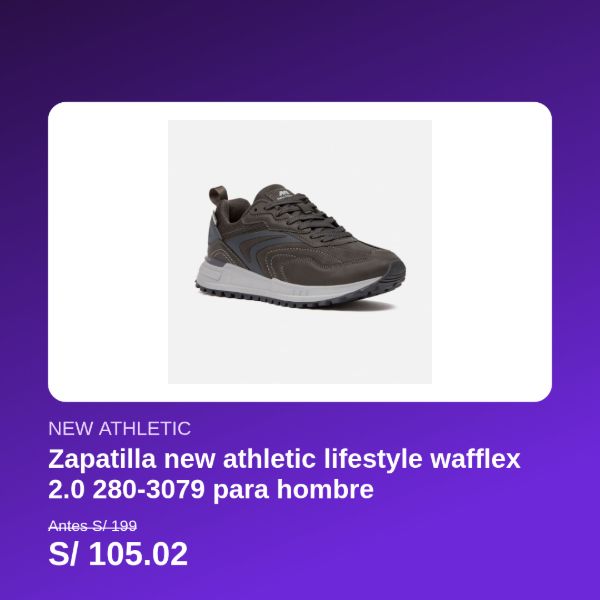 NEW ATHLETIC
Zapatilla new athletic lifestyle wafflex
2.0 280-3079 para hombre
Antes S/ 199
S/ 105.02